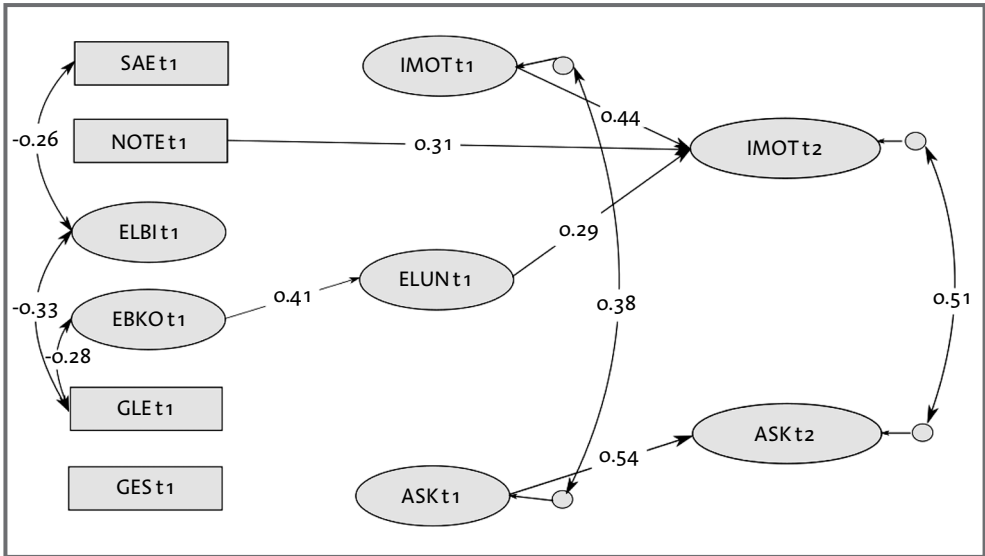 SAE t1
IMOT t1
0.44
-0.26
NOTE t1
0.31
IMOT t2
ELBI t1
0.29
ELUN t1
0.41
-0.33
EBKO t1
0.38
0.51
-0.28
GLE t1
ASK t2
0.54
GES t1
ASK t1